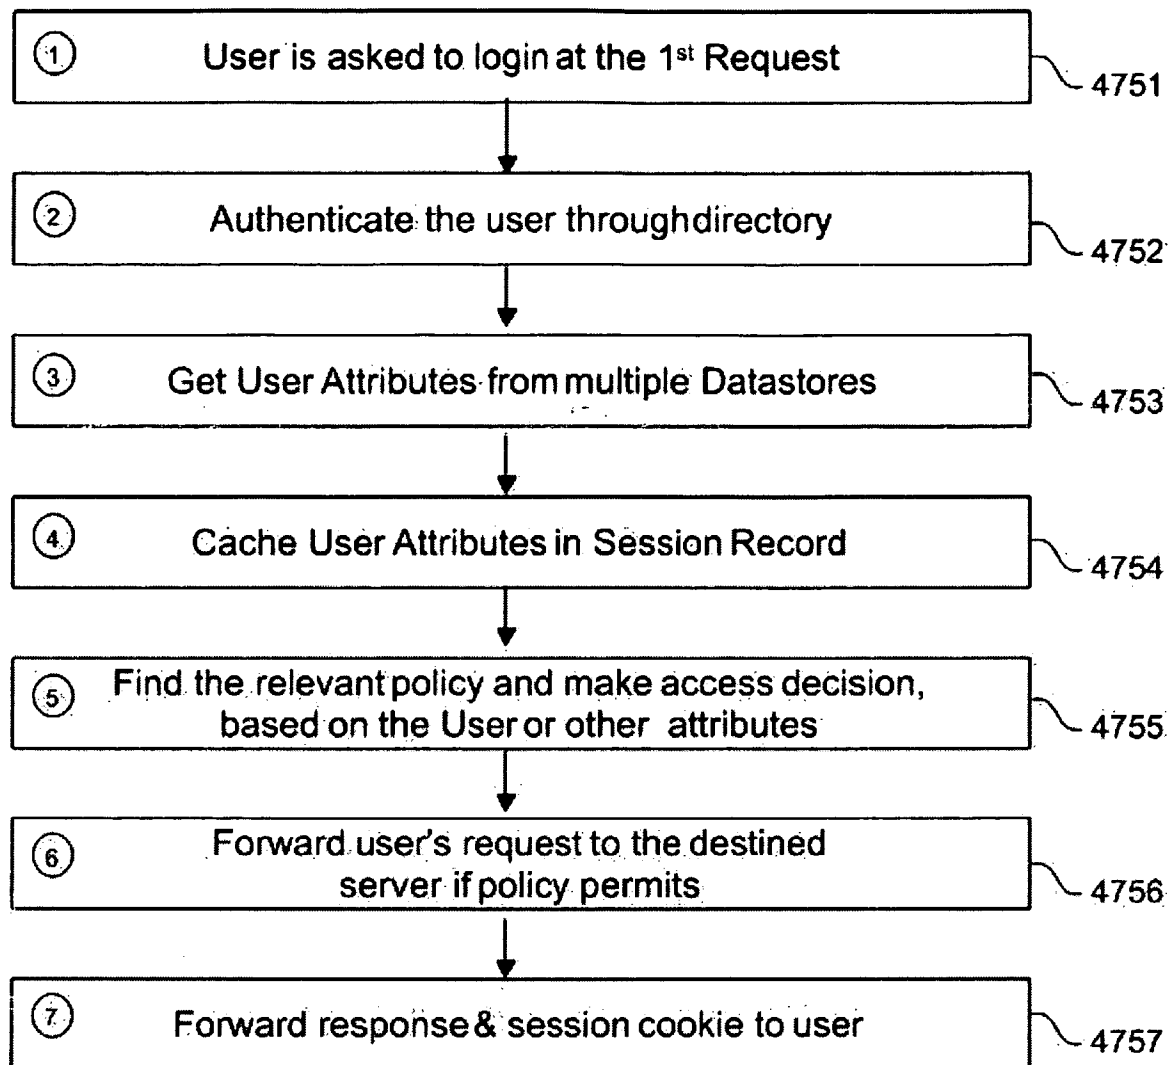 1 User is asked to login at the 1st Request
4751
2 Authenticate the user through directory
4752
3 Get User Attributes from multiple Datastores
4753
4 Cache User Attributes in Session Record
4754
5 Find the relevant policy and make access decision,
based on the User or other attributes
4755
6 Forward user's request to the destined
server if policy permits
4756
7 Forward response & session cookie to user
4757